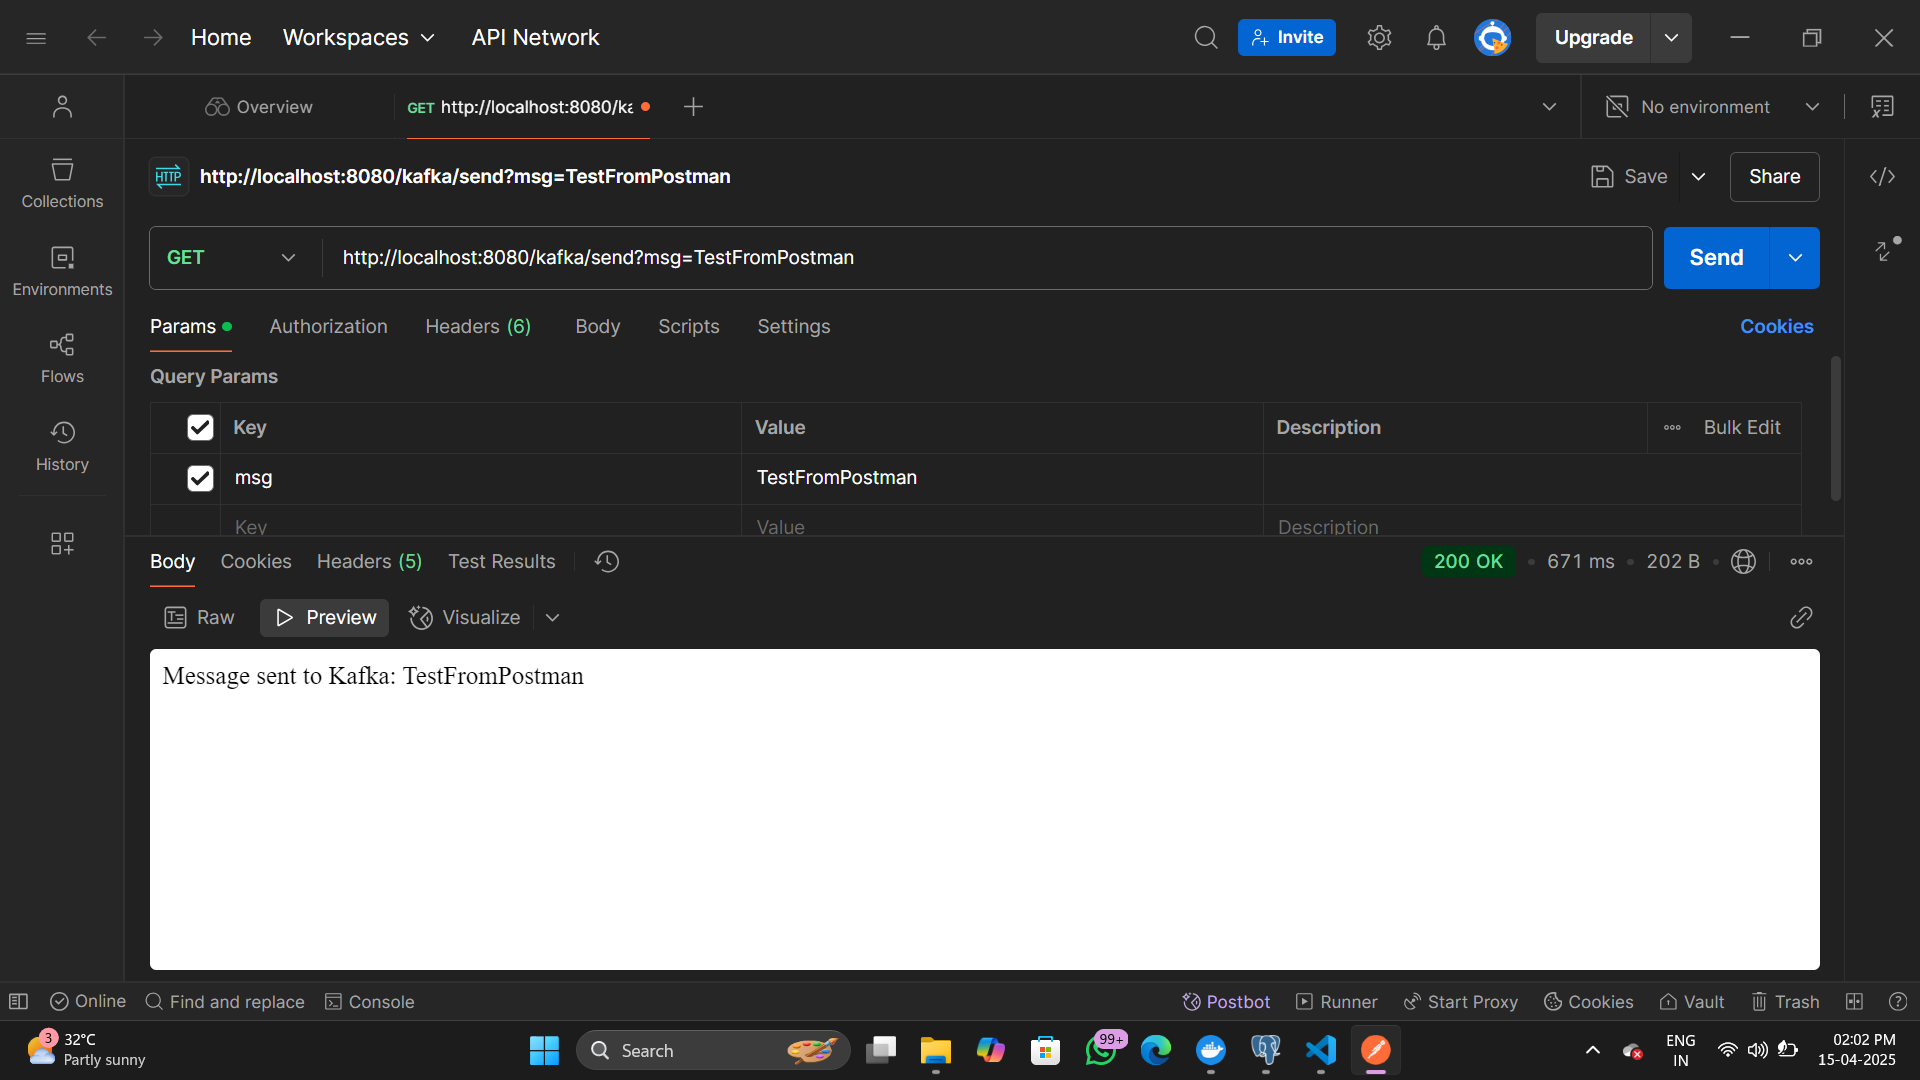 Home Workspaces API Network Invite Upgrade
Overview GET http://localhost:8080/ka No environment
HTTP http://localhost:8080/kafka/send?msg=TestFromPostman Save Share
Collections
GET http://localhost:8080/kafka/send?msg=TestFromPostman Send
Environments
Params Authorization Headers (6) Body Scripts Settings Cookies
Flows
Query Params
Key Value Description Bulk Edit
History
msg TestFromPostman
Key Value Description
Body Cookies Headers (5) Test Results 200 OK 671 ms 202 B
Raw Preview Visualize
Message sent to Kafka: TestFromPostman
Online Find and replace Console Postbot Runner Start Proxy Cookies Vault Trash
3 32°C
Partly sunny
Search
99+
ENG
IN
02:02 PM
15-04-2025